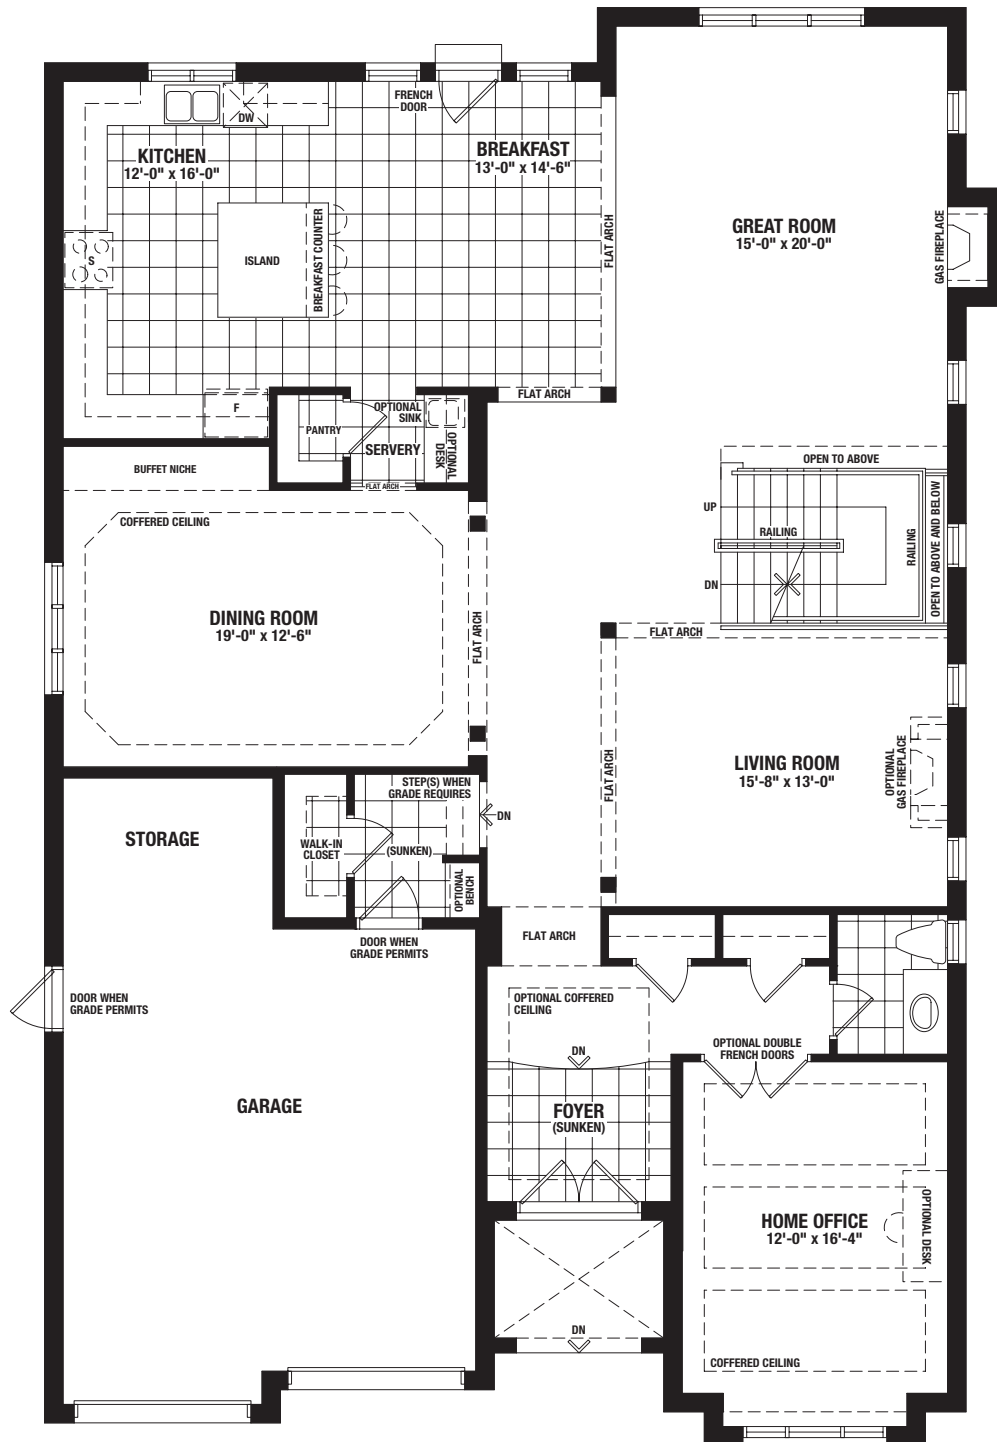 FRENCH
DOOR
DW
KITCHEN
12'-0" x 16'-0"
BREAKFAST
13'-0" x 14'-6"
GREAT ROOM
15'-0" x 20'-0"
GAS FIREPLACE
FLAT ARCH
BREAKFAST COUNTER
ISLAND
S
F
FLAT ARCH
OPTIONAL
SINK
PANTRY
SERVERY
OPTIONAL
DESK
FLAT ARCH
BUFFET NICHE
COFFERED CEILING
OPEN TO ABOVE
UP
RAILING
RAILING
OPEN TO ABOVE AND BELOW
DN
DINING ROOM
19'-0" x 12'-6"
FLAT ARCH
FLAT ARCH
FLAT ARCH
LIVING ROOM
15'-8" x 13'-0"
OPTIONAL
GAS FIREPLACE
STEP(S) WHEN
GRADE REQUIRES
DN
STORAGE
WALK-IN
CLOSET
(SUNKEN)
OPTIONAL
BENCH
FLAT ARCH
DOOR WHEN
GRADE PERMITS
DOOR WHEN
GRADE PERMITS
OPTIONAL COFFERED
CEILING
DN
OPTIONAL DOUBLE
FRENCH DOORS
GARAGE
FOYER
(SUNKEN)
HOME OFFICE
12'-0" x 16'-4"
OPTIONAL DESK
DN
COFFERED CEILING